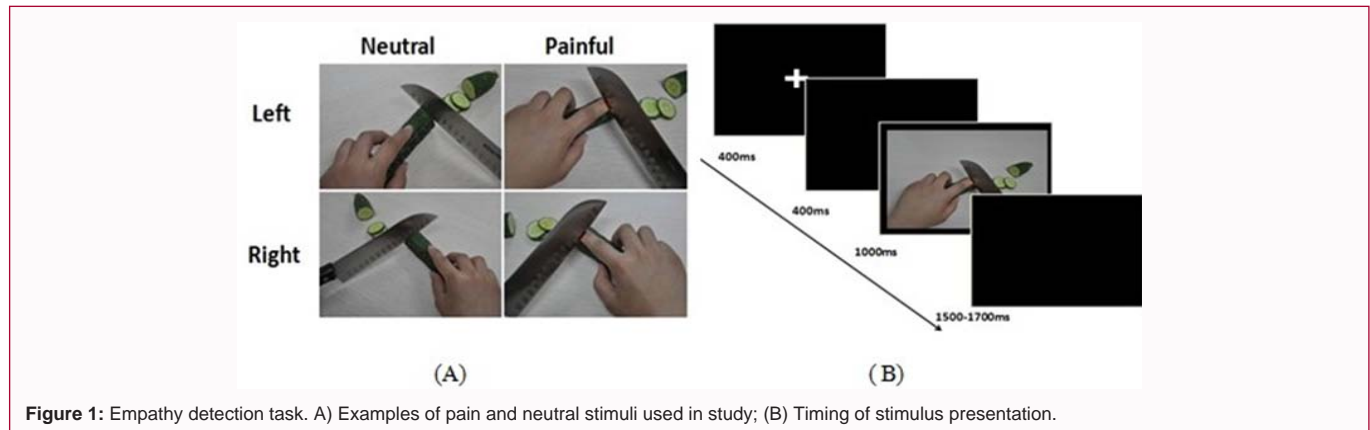 Neutral Painful
Left
Right
400ms
400ms
1000ms
1500-1700ms
(A) (B)
Figure 1: Empathy detection task. A) Examples of pain and neutral stimuli used in study; (B) Timing of stimulus presentation.